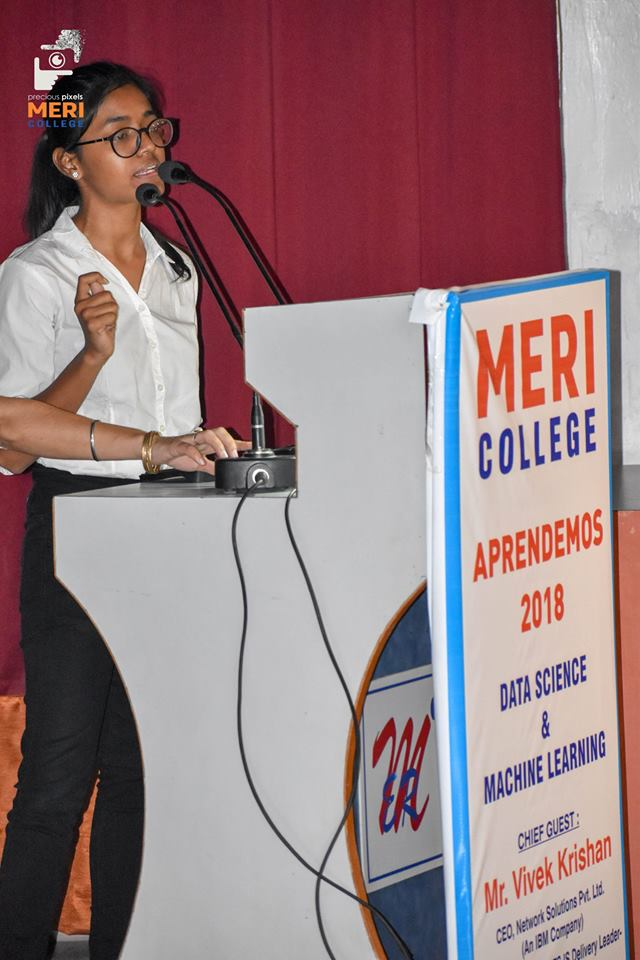 precious pixels
MERI
COLLEGE
MERI
COLLEGE
APRENDEMOS
2018
DATA SCIENCE
&
MACHINE LEARNING
CHIEF GUEST :
Mr. Vivek Krishan
CEO, Network Solutions Pvt. Ltd.
(An IBM Company)
Delivery Leader-
MERI